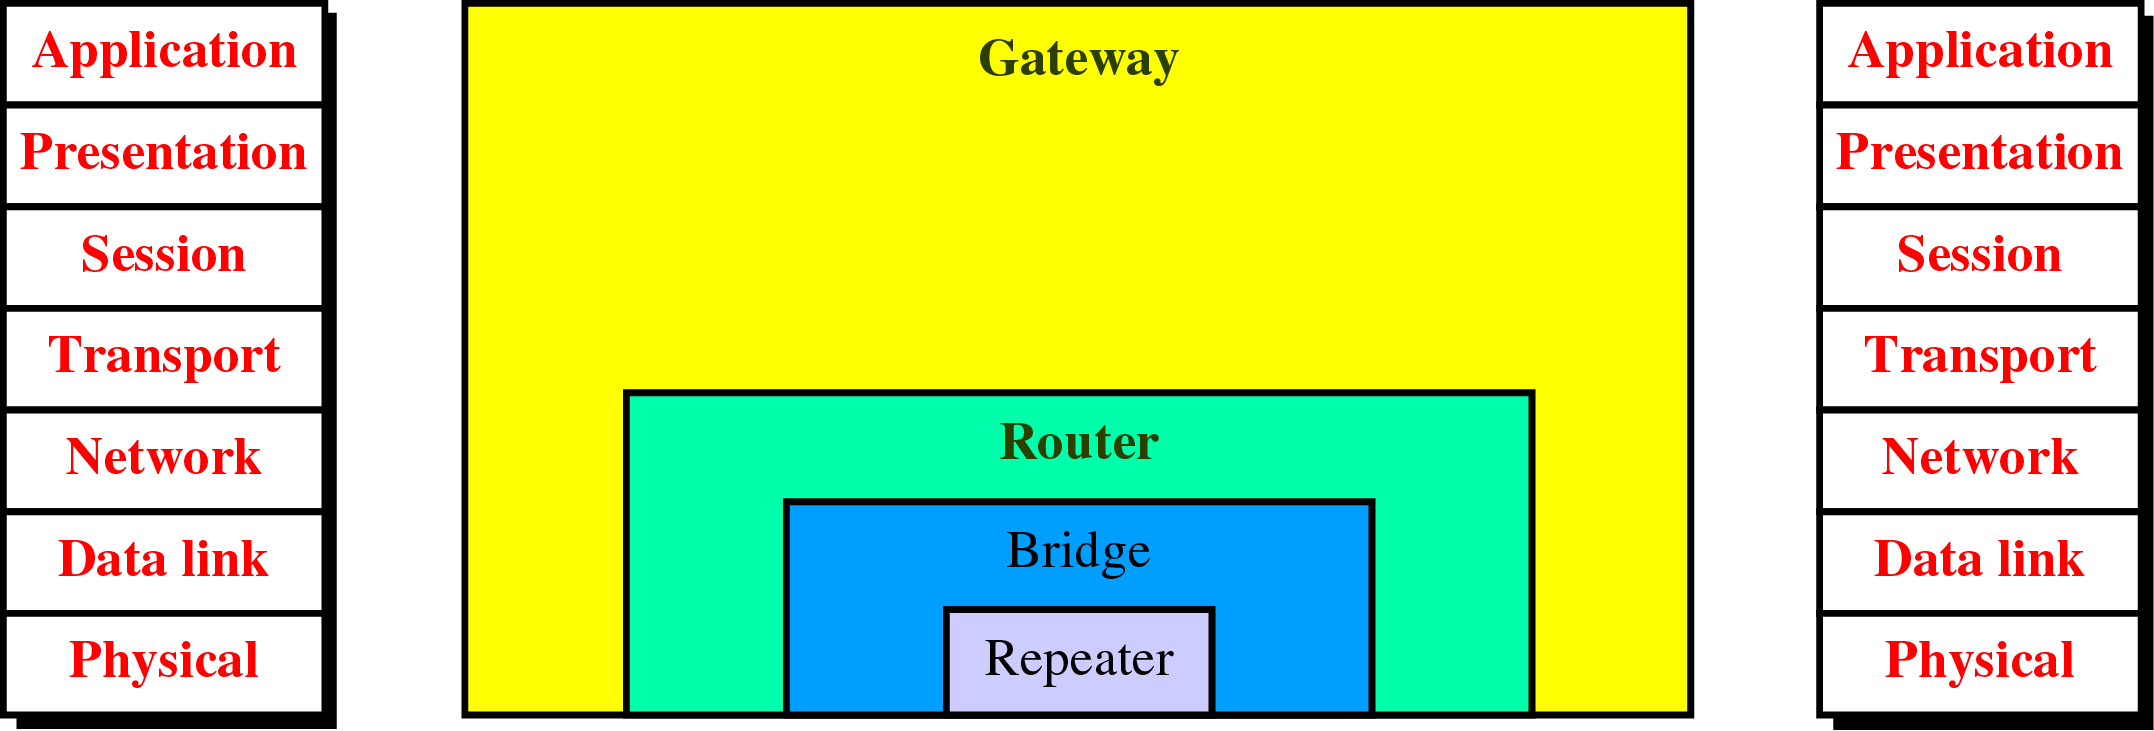 Application
Presentation
Session
Transport
Network
Data link
Physical
Gateway
Router
Bridge
Repeater
Application
Presentation
Session
Transport
Network
Data link
Physical